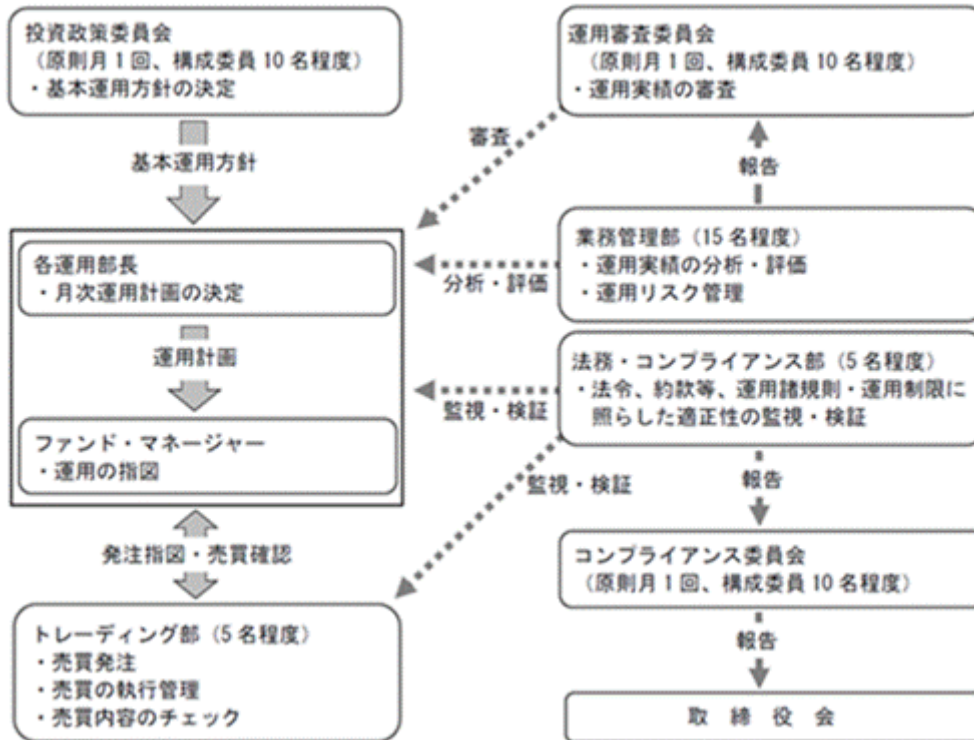 投資政策委員会
（原則月1回、構成委員10名程度）
・基本運用方針の決定
基本運用方針
各運用部長
・月次運用計画の決定
運用計画
ファンド・マネージャー
・運用の指図
発注指図・売買確認
トレーディング部（5名程度）
・売買発注
・売買の執行管理
・売買内容のチェック
運用審査委員会
（原則月1回、構成委員10名程度）
・運用実績の審査
審査
報告
業務管理部（15名程度）
・運用実績の分析・評価
・運用リスク管理
分析・評価
法務・コンプライアンス部（5名程度）
・法令、約款等、運用諸規則・運用制限に
照らした適正性の監視・検証
監視・検証
監視・検証
報告
コンプライアンス委員会
（原則月1回、構成委員10名程度）
報告
取　締　役　会